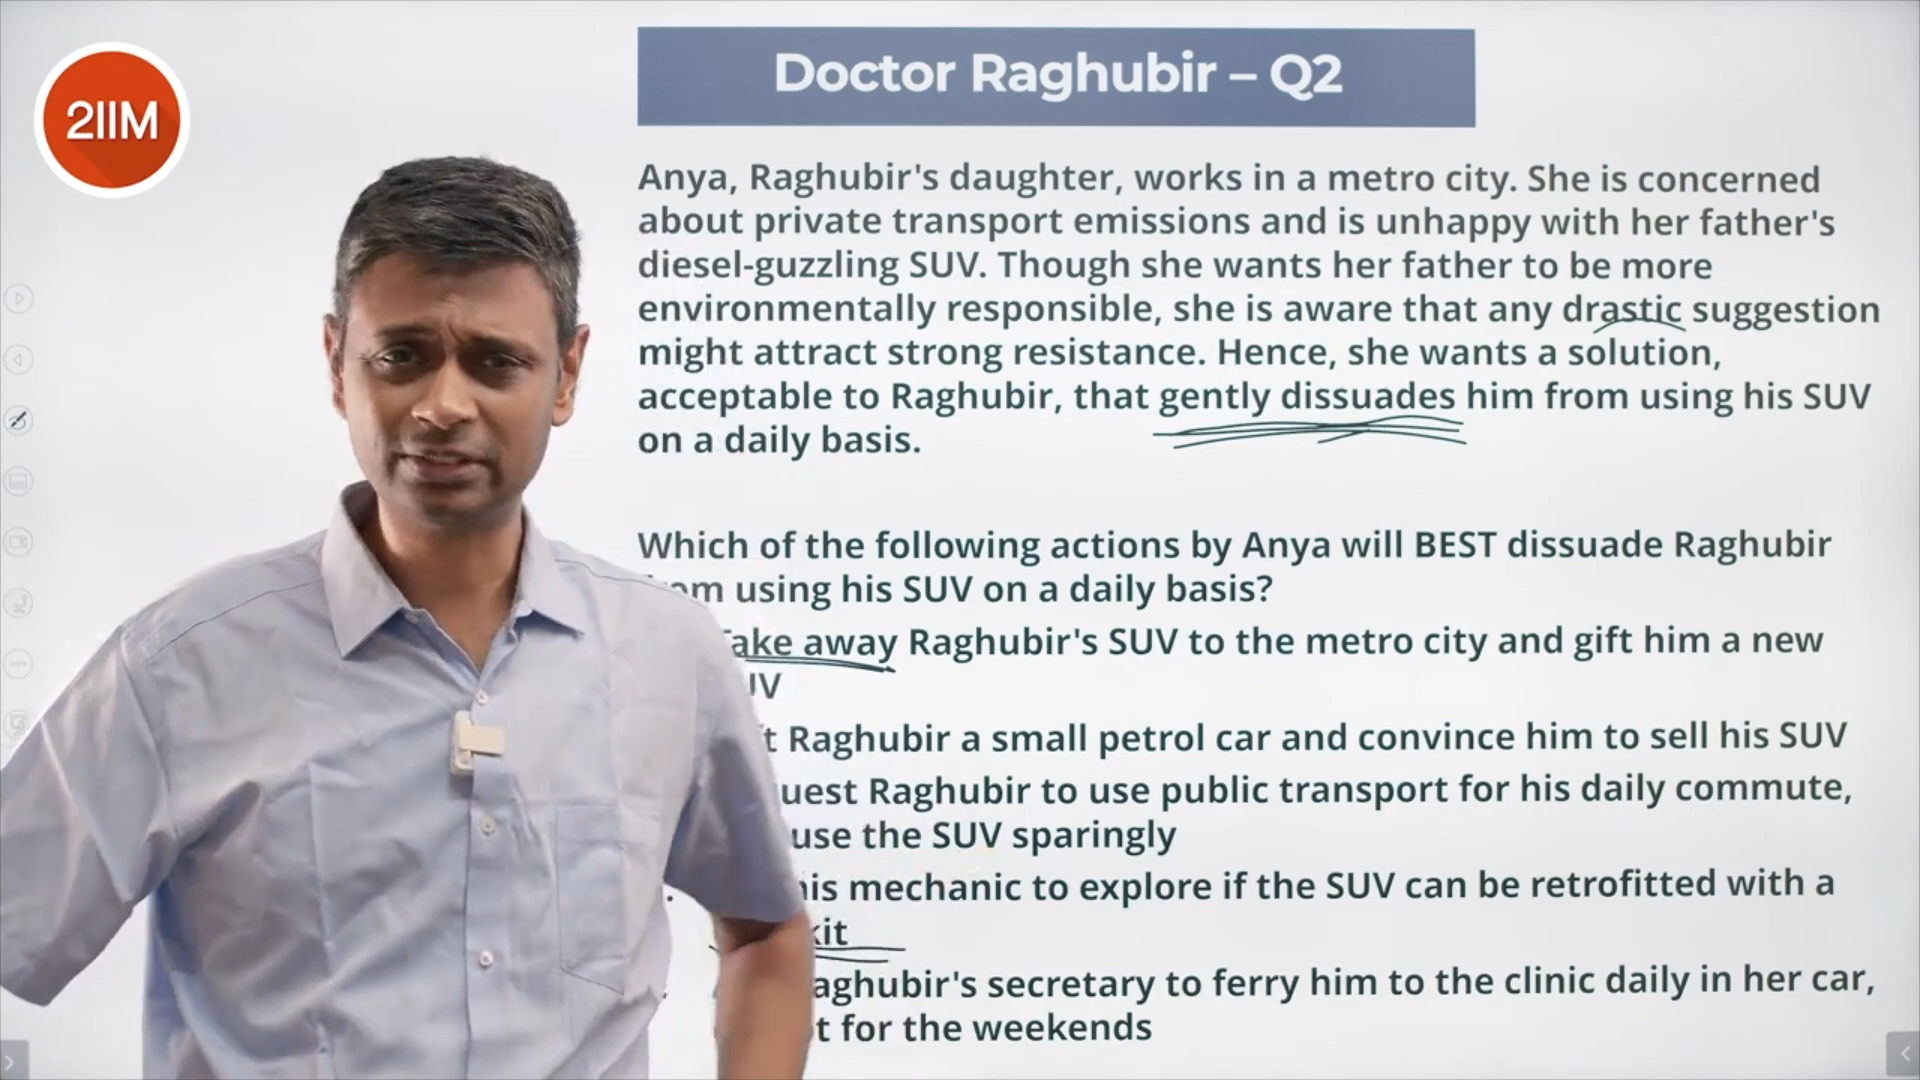 2IIM
Doctor Raghubir – Q2
Anya, Raghubir's daughter, works in a metro city. She is concerned
about private transport emissions and is unhappy with her father's
diesel-guzzling SUV. Though she wants her father to be more
environmentally responsible, she is aware that any drastic suggestion
might attract strong resistance. Hence, she wants a solution,
acceptable to Raghubir, that gently dissuades him from using his SUV
on a daily basis.
Which of the following actions by Anya will BEST dissuade Raghubir
using his SUV on a daily basis?
away Raghubir's SUV to the metro city and gift him a new
Raghubir a small petrol car and convince him to sell his SUV
Raghubir to use public transport for his daily commute,
use the SUV sparingly
mechanic to explore if the SUV can be retrofitted with a
kit
secretary to ferry him to the clinic daily in her car,
for the weekends